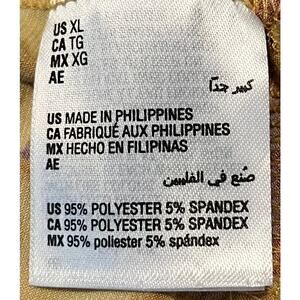 US XL
CA TG
MX XG
AE
كبير جدًا
US MADE IN PHILIPPINES
CA FABRIQUÉ AUX PHILIPPINES
MX HECHO EN FILIPINAS
AE
صُنع في الفلبين
US 95% POLYESTER 5% SPANDEX
CA 95% POLYESTER 5% SPANDEX
MX 95% poliester 5% spándex